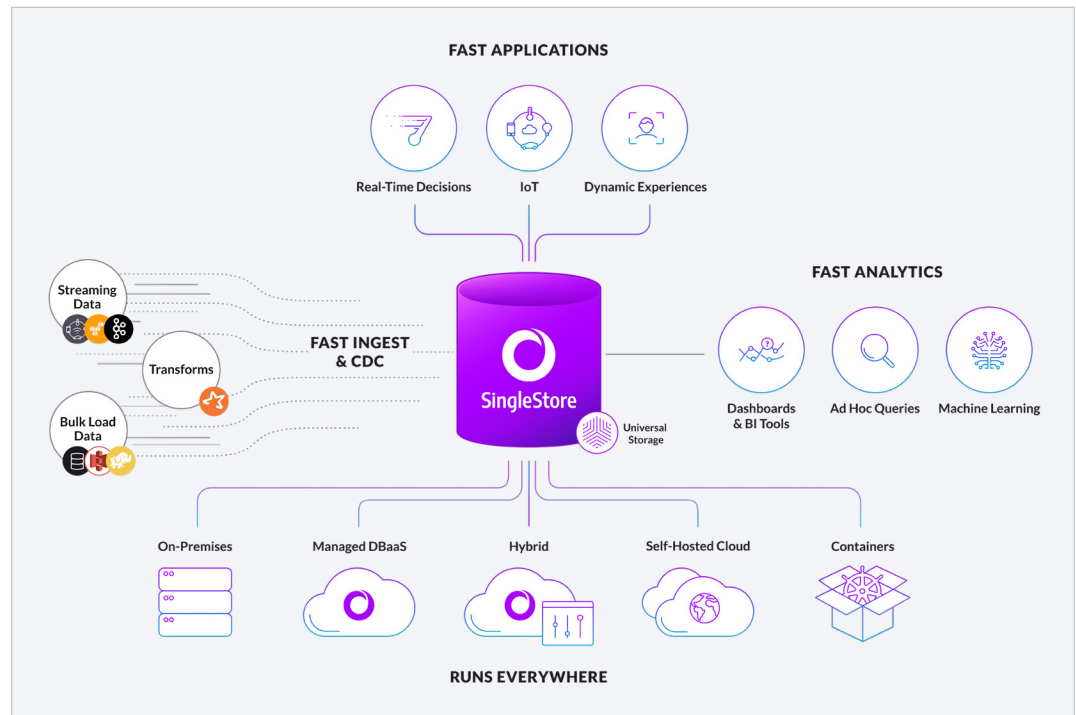 FAST APPLICATIONS
Real-Time Decisions
IoT
Dynamic Experiences
FAST ANALYTICS
Streaming
Data
Transforms
Bulk Load
Data
FAST INGEST
& CDC
SingleStore
Universal
Storage
?
Dashboards
& BI Tools
Ad Hoc Queries
Machine Learning
On-Premises
Managed DBaaS
Hybrid
Self-Hosted Cloud
Containers
RUNS EVERYWHERE